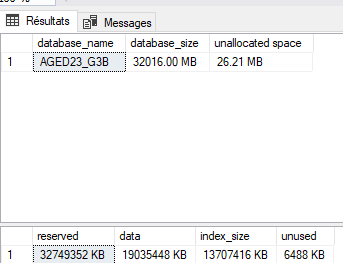 Résultats Messages
database_name database_size unallocated space
1 AGED23_G3B 32016.00 MB 26.21 MB
reserved data index_size unused
1 32749352 KB 19035448 KB 13707416 KB 6488 KB